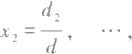 x₂ = d₂/d , ⋯ ,